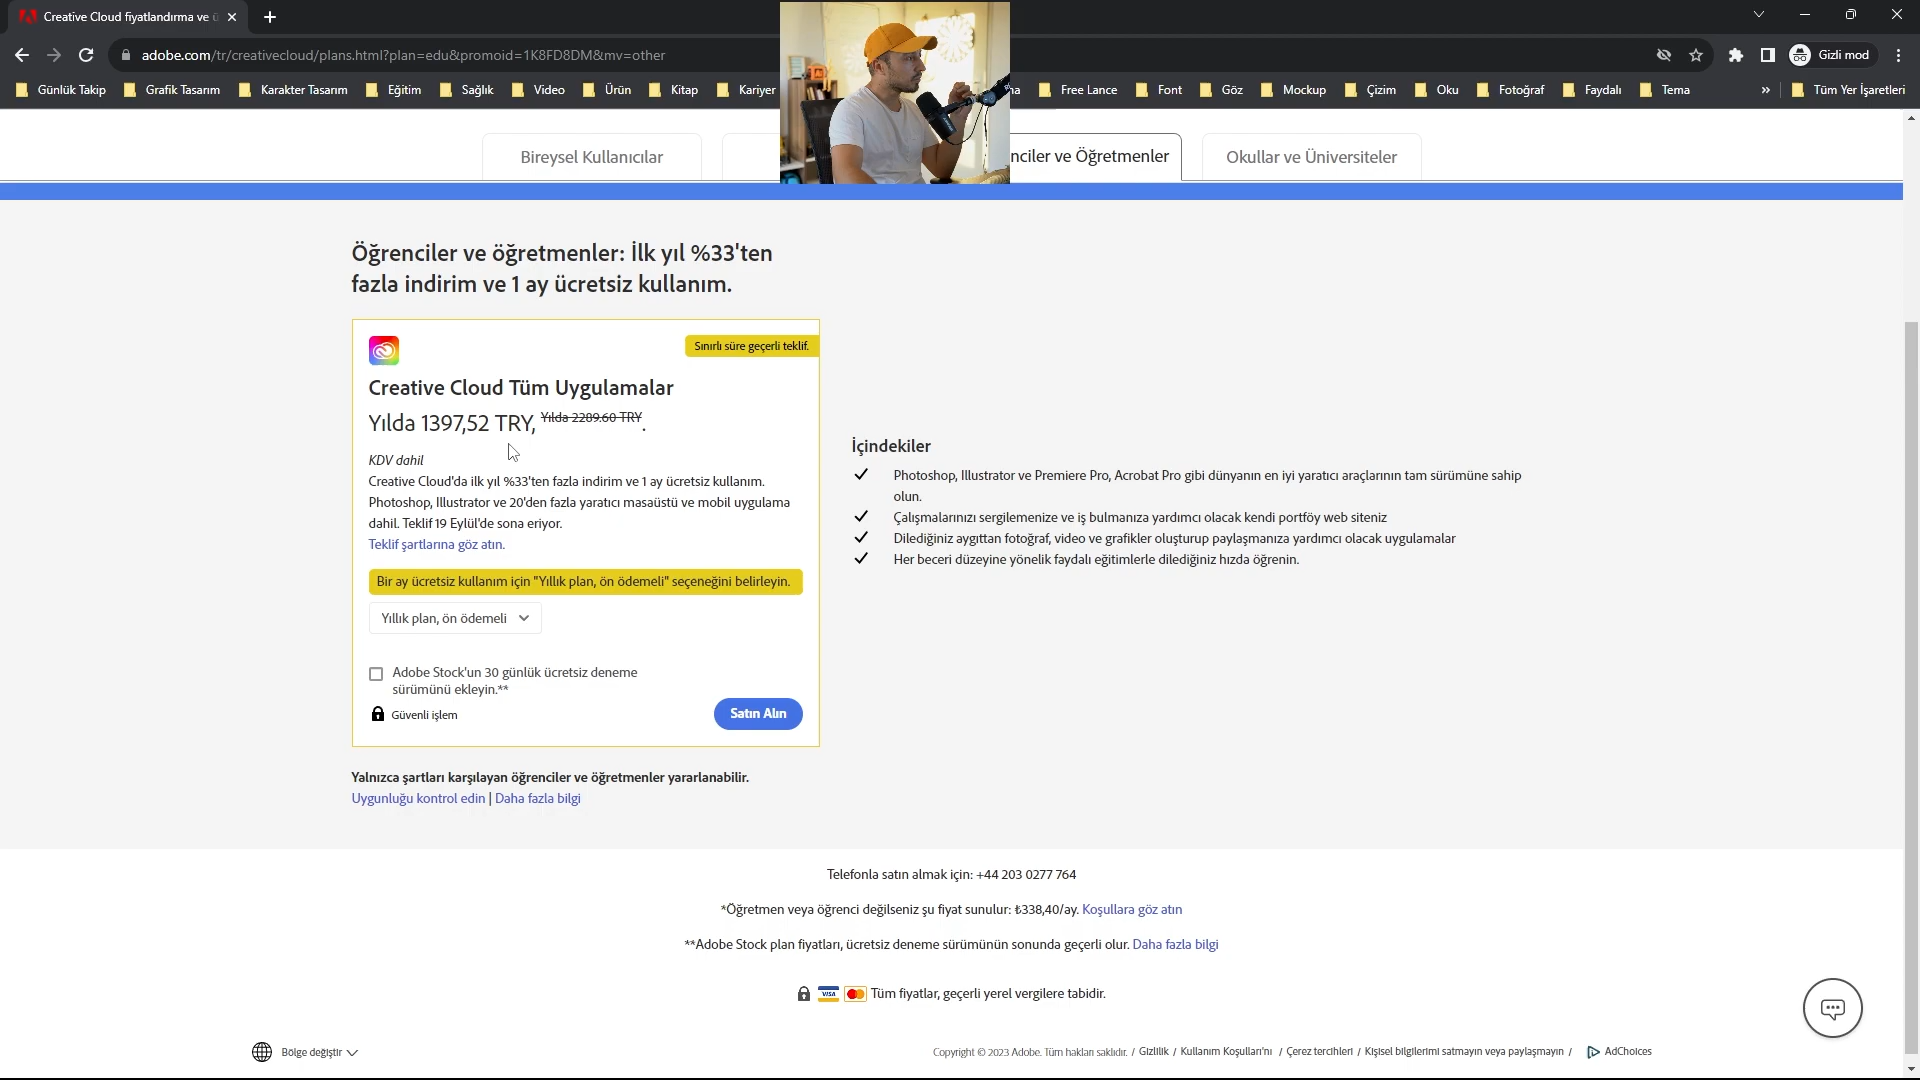 Creative Cloud fiyatlandırma ve ü
adobe.com/tr/creativecloud/plans.html?plan=edu&promoid=1K8FD8DM&mv=other
Gizli mod
Günlük Takip
Grafik Tasarım
Karakter Tasarım
Eğitim
Sağlık
Video
Ürün
Kitap
Kariyer
Free Lance
Font
Göz
Mockup
Çizim
Oku
Fotoğraf
Faydalı
Tema
»
Tüm Yer İşaretleri
Bireysel Kullanıcılar
nciler ve Öğretmenler
Okullar ve Üniversiteler
Öğrenciler ve öğretmenler: İlk yıl %33'ten
fazla indirim ve 1 ay ücretsiz kullanım.
Sınırlı süre geçerli teklif.
Creative Cloud Tüm Uygulamalar
Yılda 1397,52 TRY, Yılda 2289.60 TRY.
KDV dahil
Creative Cloud'da ilk yıl %33'ten fazla indirim ve 1 ay ücretsiz kullanım.
Photoshop, Illustrator ve 20'den fazla yaratıcı masaüstü ve mobil uygulama
dahil. Teklif 19 Eylül'de sona eriyor.
Teklif şartlarına göz atın.
Bir ay ücretsiz kullanım için "Yıllık plan, ön ödemeli" seçeneğini belirleyin.
Yıllık plan, ön ödemeli
Adobe Stock'un 30 günlük ücretsiz deneme
sürümünü ekleyin.**
Güvenli işlem
Satın Alın
İçindekiler
Photoshop, Illustrator ve Premiere Pro, Acrobat Pro gibi dünyanın en iyi yaratıcı araçlarının tam sürümüne sahip
olun.
Çalışmalarınızı sergilemenize ve iş bulmanıza yardımcı olacak kendi portföy web siteniz
Dilediğiniz aygıttan fotoğraf, video ve grafikler oluşturup paylaşmanıza yardımcı olacak uygulamalar
Her beceri düzeyine yönelik faydalı eğitimlerle dilediğiniz hızda öğrenin.
Yalnızca şartları karşılayan öğrenciler ve öğretmenler yararlanabilir.
Uygunluğu kontrol edin | Daha fazla bilgi
Telefonla satın almak için: +44 203 0277 764
*Öğretmen veya öğrenci değilseniz şu fiyat sunulur: ₺338,40/ay. Koşullara göz atın
**Adobe Stock plan fiyatları, ücretsiz deneme sürümünün sonunda geçerli olur. Daha fazla bilgi
VISA Tüm fiyatlar, geçerli yerel vergilere tabidir.
Bölge değiştir
Copyright © 2023 Adobe. Tüm hakları saklıdır. / Gizlilik / Kullanım Koşulları'nı / Çerez tercihleri / Kişisel bilgilerimi satmayın veya paylaşmayın / AdChoices